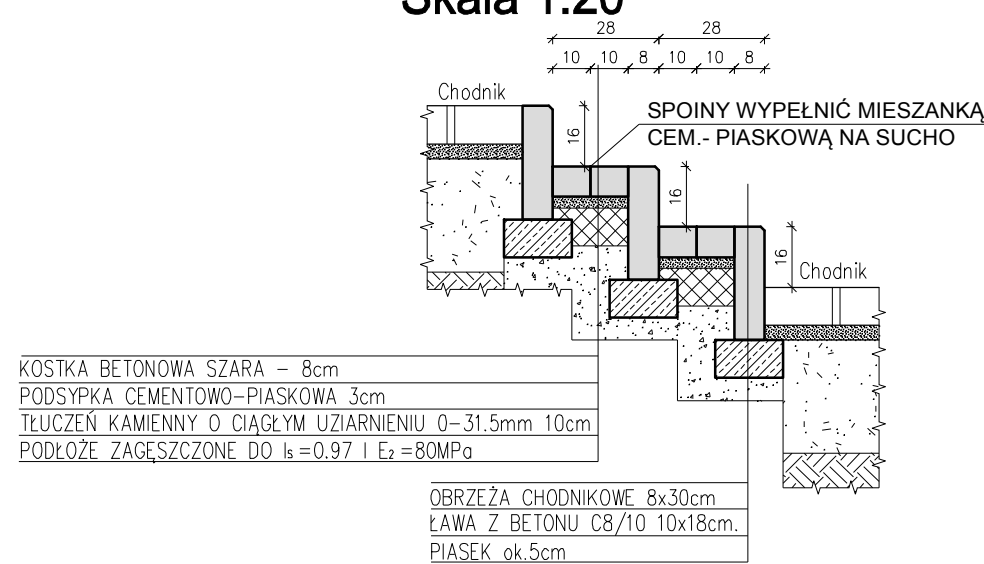 Skala 1:20
28 28
10 10 8 10 10 8
Chodnik
SPOINY WYPEŁNIĆ MIESZANKĄ
CEM.- PIASKOWĄ NA SUCHO
16
16
16
Chodnik
KOSTKA BETONOWA SZARA - 8cm
PODSYPKA CEMENTOWO-PIASKOWA 3cm
TŁUCZEŃ KAMIENNY O CIĄGŁYM UZIARNIENIU 0-31.5mm 10cm
PODŁOŻE ZAGĘSZCZONE DO Is =0.97 I E2 =80MPa
OBRZEŻA CHODNIKOWE 8x30cm
ŁAWA Z BETONU C8/10 10x18cm.
PIASEK ok.5cm